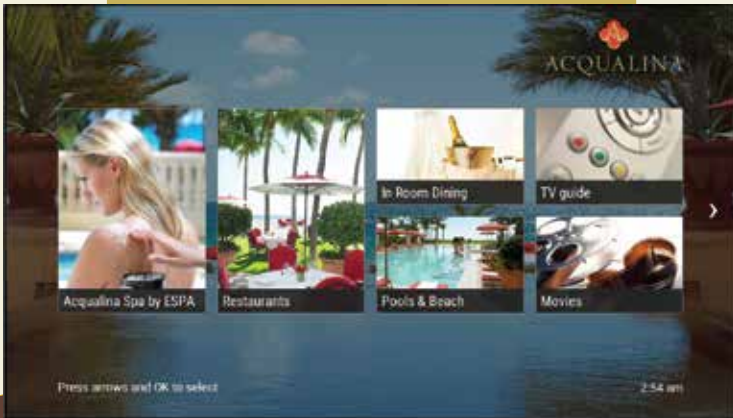 ACQUALINA
In Room Dining
TV guide
Acqualina Spa by ESPA
Restaurants
Pools & Beach
Movies
Press arrows and OK to select
2:54 am